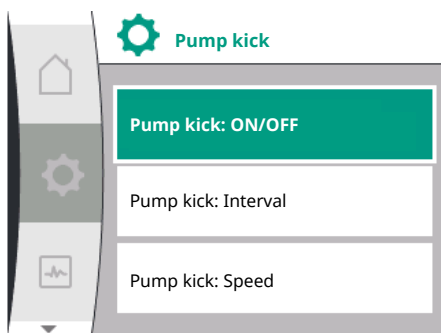 Pump kick
Pump kick: ON/OFF
Pump kick: Interval
Pump kick: Speed